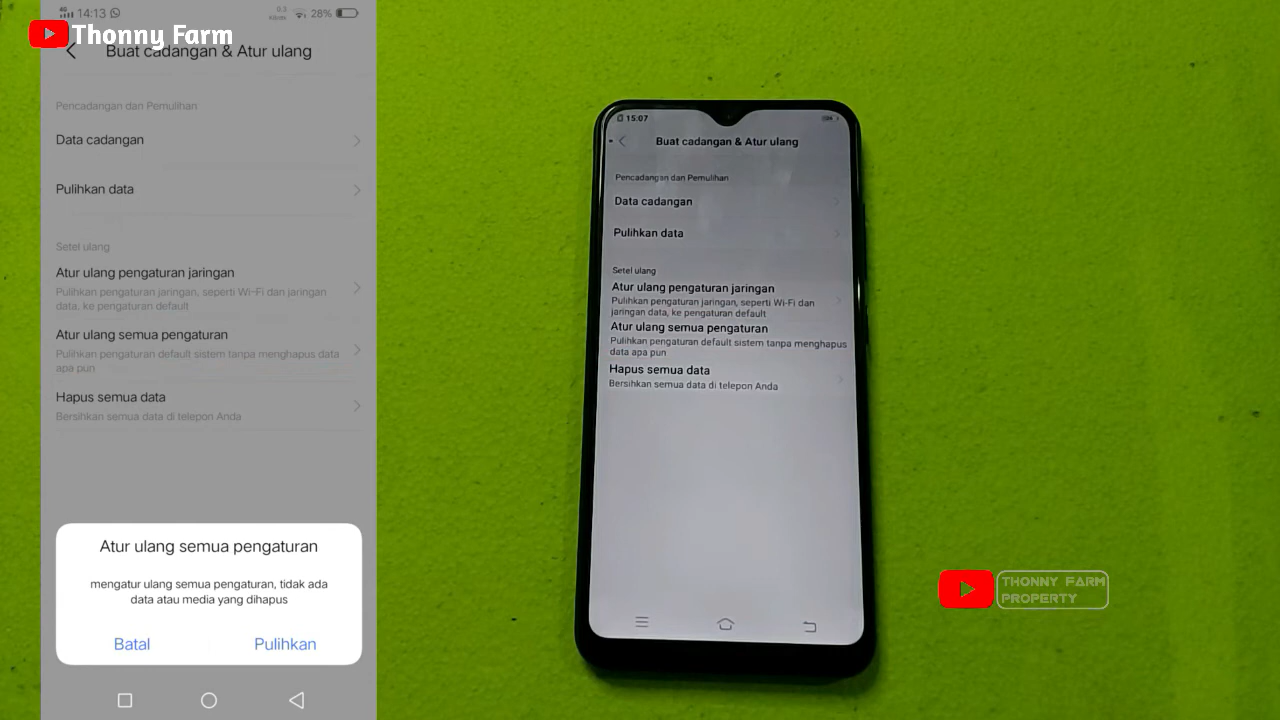 14:13
0.3
28%
Thonny Farm
Buat cadangan & Atur ulang
Pencadangan dan Pemulihan
Data cadangan
Pulihkan data
Setel ulang
Atur ulang pengaturan jaringan
Pulihkan pengaturan jaringan, seperti Wi-Fi dan jaringan
data, ke pengaturan default
Atur ulang semua pengaturan
Pulihkan pengaturan default sistem tanpa menghapus data
apa pun
Hapus semua data
Bersihkan semua data di telepon Anda
Atur ulang semua pengaturan
mengatur ulang semua pengaturan, tidak ada
data atau media yang dihapus
Batal Pulihkan
15:07
Buat cadangan & Atur ulang
Pencadangan dan Pemulihan
Data cadangan
Pulihkan data
Setel ulang
Atur ulang pengaturan jaringan
Pulihkan pengaturan jaringan, seperti Wi-Fi dan
jaringan data, ke pengaturan default
Atur ulang semua pengaturan
Pulihkan pengaturan default sistem tanpa menghapus
data apa pun
Hapus semua data
Bersihkan semua data di telepon Anda
THONNY FARM
PROPERTY